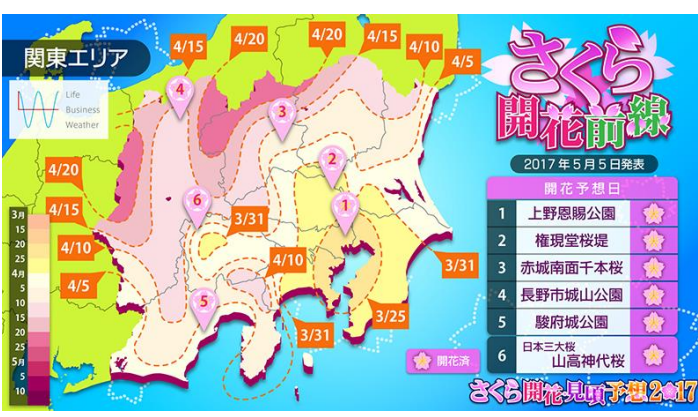 関東エリア
Life
Business
Weather
4/15
4/20
4/20
4/15
4/10
4/5
さくら
開花前線
2017年5月5日発表
開花予想日
1 上野恩賜公園
2 権現堂桜堤
3 赤城南面千本桜
4 長野市城山公園
5 駿府城公園
6 日本三大桜
山高神代桜
4
3
2
1
6
5
4/20
4/15
4/10
4/5
3/31
4/10
3/31
3/25
3/31
3月
15
20
25
4月
5
10
15
20
25
5月
5
10
開花済
さくら開花・見頃予想2017